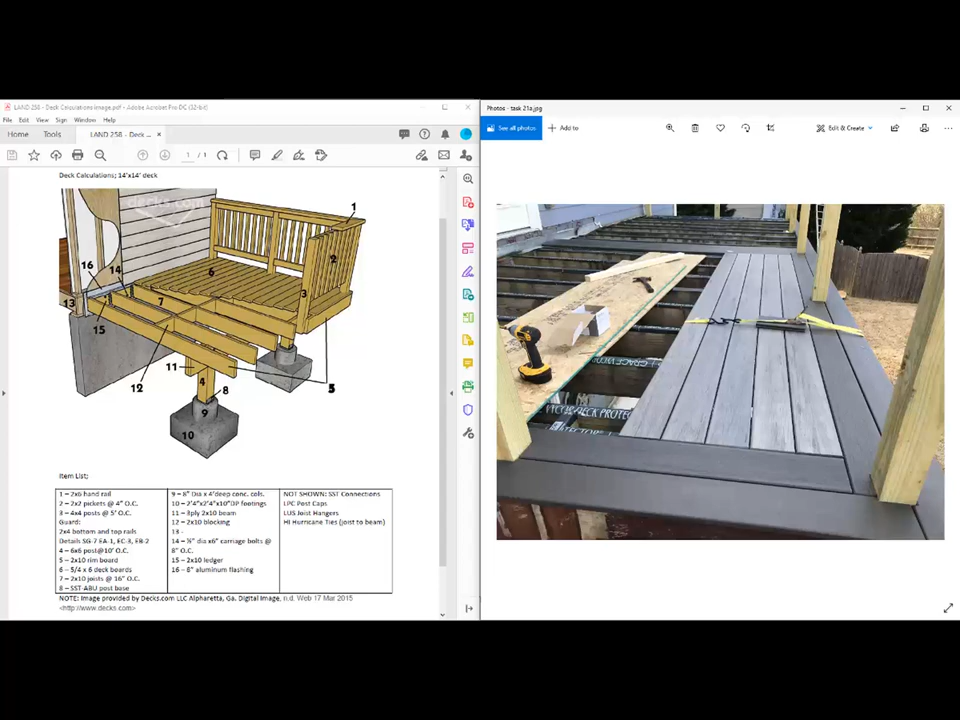 LAND 258 - Deck Calculations image.pdf - Adobe Acrobat Pro DC (32-bit)
File Edit View Sign Window Help
Home Tools LAND 258 - Deck ... ×
1 / 1
Deck Calculations; 14'x14' deck
decks.com
1
2
3
6
16
14
13
7
15
11
4
8
12
5
9
10
Item List;
1 – 2x6 hand rail
2 – 2x2 pickets @ 4" O.C.
3 – 4x4 posts @ 5' O.C.
Guard:
2x4 bottom and top rails
Details SG-7 EA-1, EC-3, EB-2
4 – 6x6 post@10' O.C.
5 – 2x10 rim board
6 – 5/4 x 6 deck boards
7 – 2x10 joists @ 16" O.C.
8 – SST-ABU post base
9 – 8" Dia x 4'deep conc. cols.
10 – 2'4"x2'4"x10"DP footings
11 – 3ply 2x10 beam
12 – 2x10 blocking
13 -
14 – ½" dia x6" carriage bolts @
8" O.C.
15 – 2x10 ledger
16 – 8" aluminum flashing
NOT SHOWN: SST Connections
LPC Post Caps
LUS Joist Hangers
HI Hurricane Ties (joist to beam)
NOTE: Image provided by Decks.com LLC Alpharetta, Ga. Digital Image, n.d. Web 17 Mar 2015
<http://www.decks.com>
Photos - task 21a.jpg
See all photos
Add to
Edit & Create